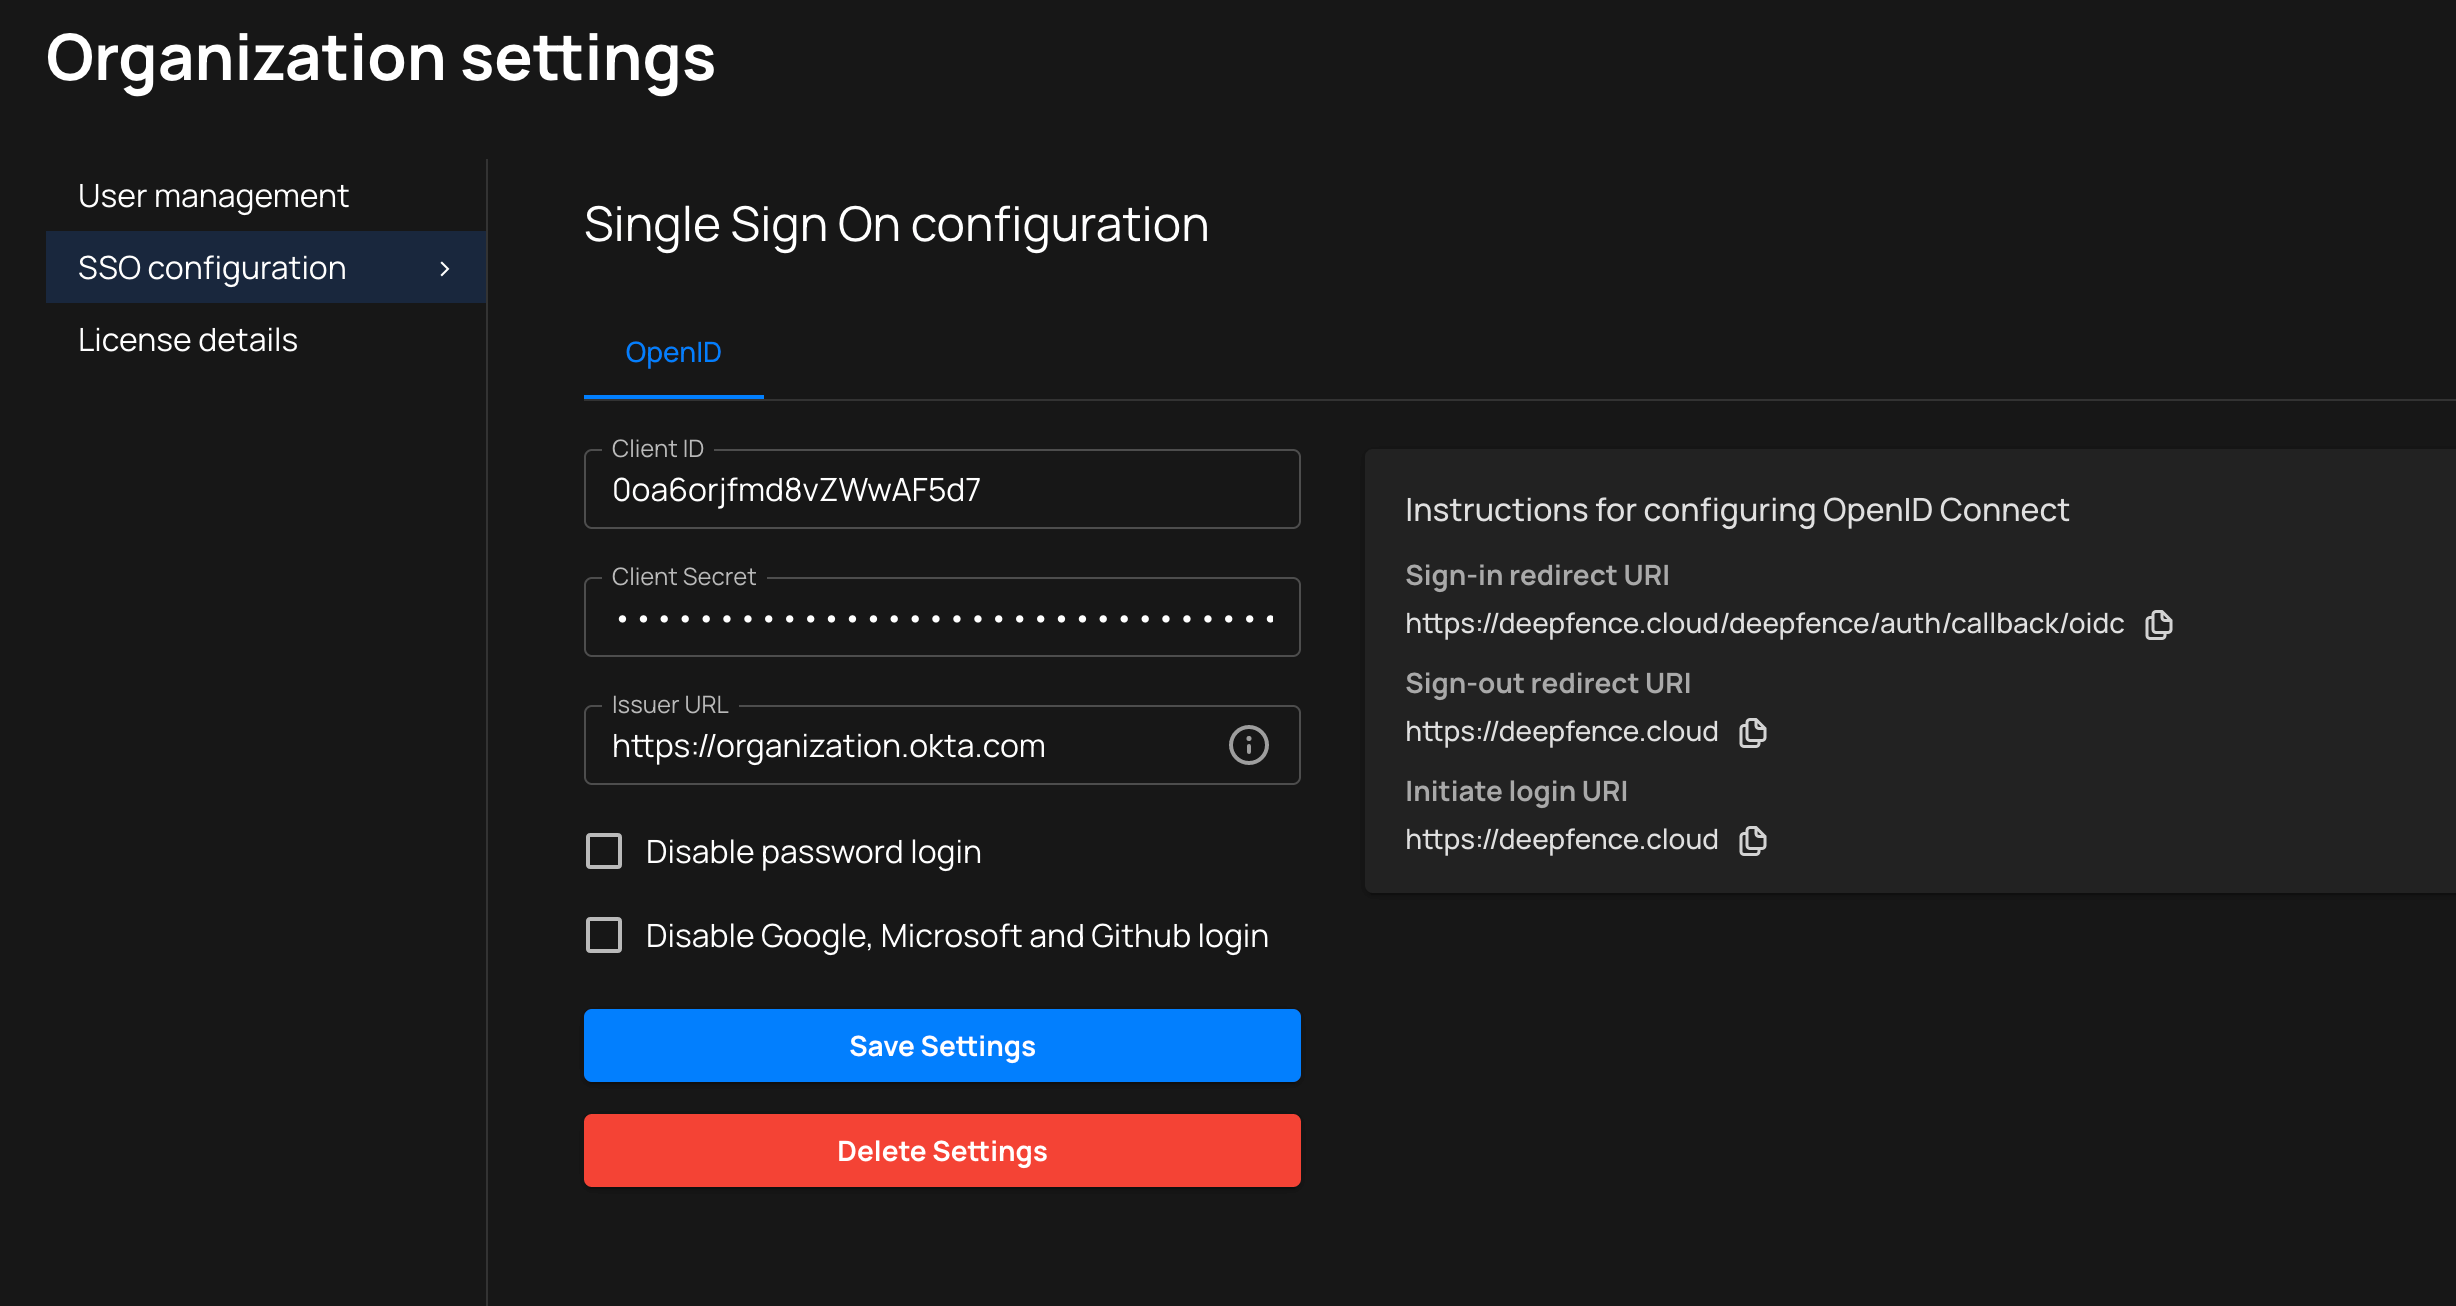 Organization settings
User management
SSO configuration
License details
Single Sign On configuration
OpenID
Client ID
0oa6orjfmd8vZWwAF5d7
Client Secret
Issuer URL
https://organization.okta.com
Disable password login
Disable Google, Microsoft and Github login
Save Settings
Delete Settings
Instructions for configuring OpenID Connect
Sign-in redirect URI
https://deepfence.cloud/deepfence/auth/callback/oidc
Sign-out redirect URI
https://deepfence.cloud
Initiate login URI
https://deepfence.cloud